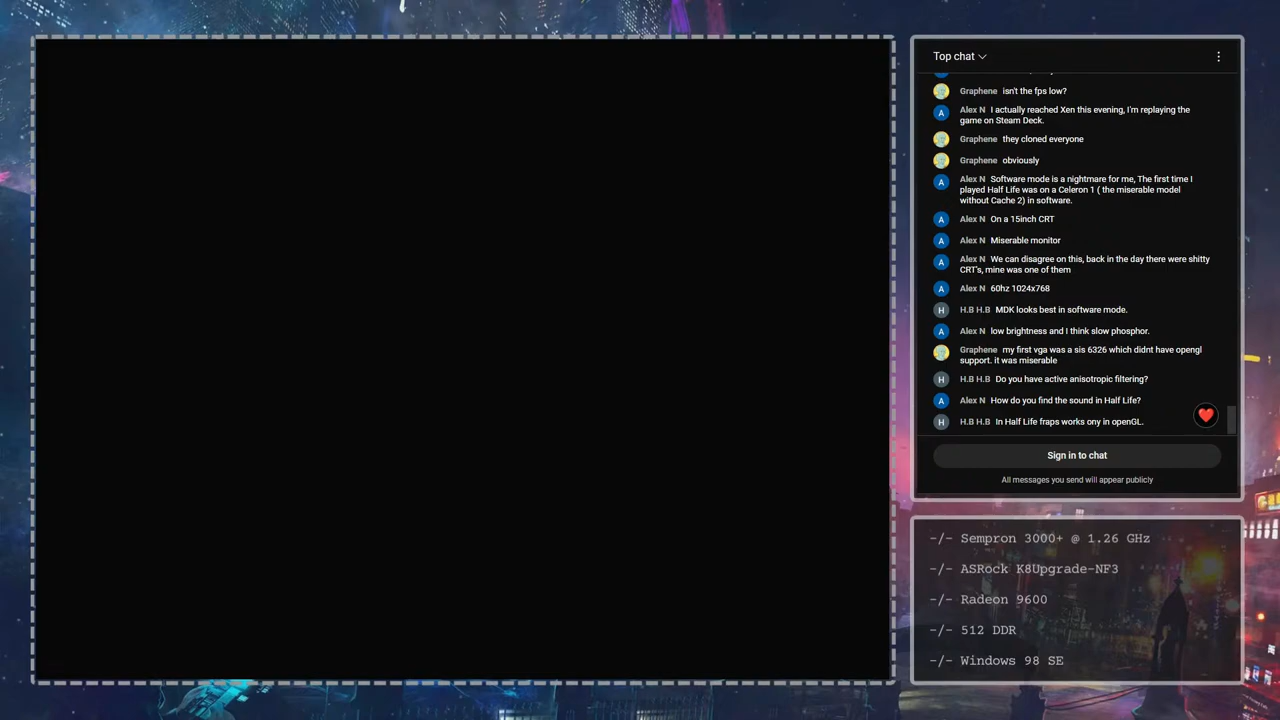 Top chat
Graphene isn't the fps low?
Alex N I actually reached Xen this evening, I'm replaying the
game on Steam Deck.
Graphene they cloned everyone
Graphene obviously
A Alex N Software mode is a nightmare for me, The first time I
played Half Life was on a Celeron 1 ( the miserable model
without Cache 2) in software.
A Alex N On a 15inch CRT
A Alex N Miserable monitor
A Alex N We can disagree on this, back in the day there were shitty
CRT's, mine was one of them
A Alex N 60hz 1024x768
H H.B H.B MDK looks best in software mode.
A Alex N low brightness and I think slow phosphor.
Graphene my first vga was a sis 6326 which didnt have opengl
support. it was miserable
H H.B H.B Do you have active anisotropic filtering?
A Alex N How do you find the sound in Half Life?
H H.B H.B In Half Life fraps works ony in openGL.
Sign in to chat
All messages you send will appear publicly
-/- Sempron 3000+ @ 1.26 GHz
-/- ASRock K8Upgrade-NF3
-/- Radeon 9600
-/- 512 DDR
-/- Windows 98 SE